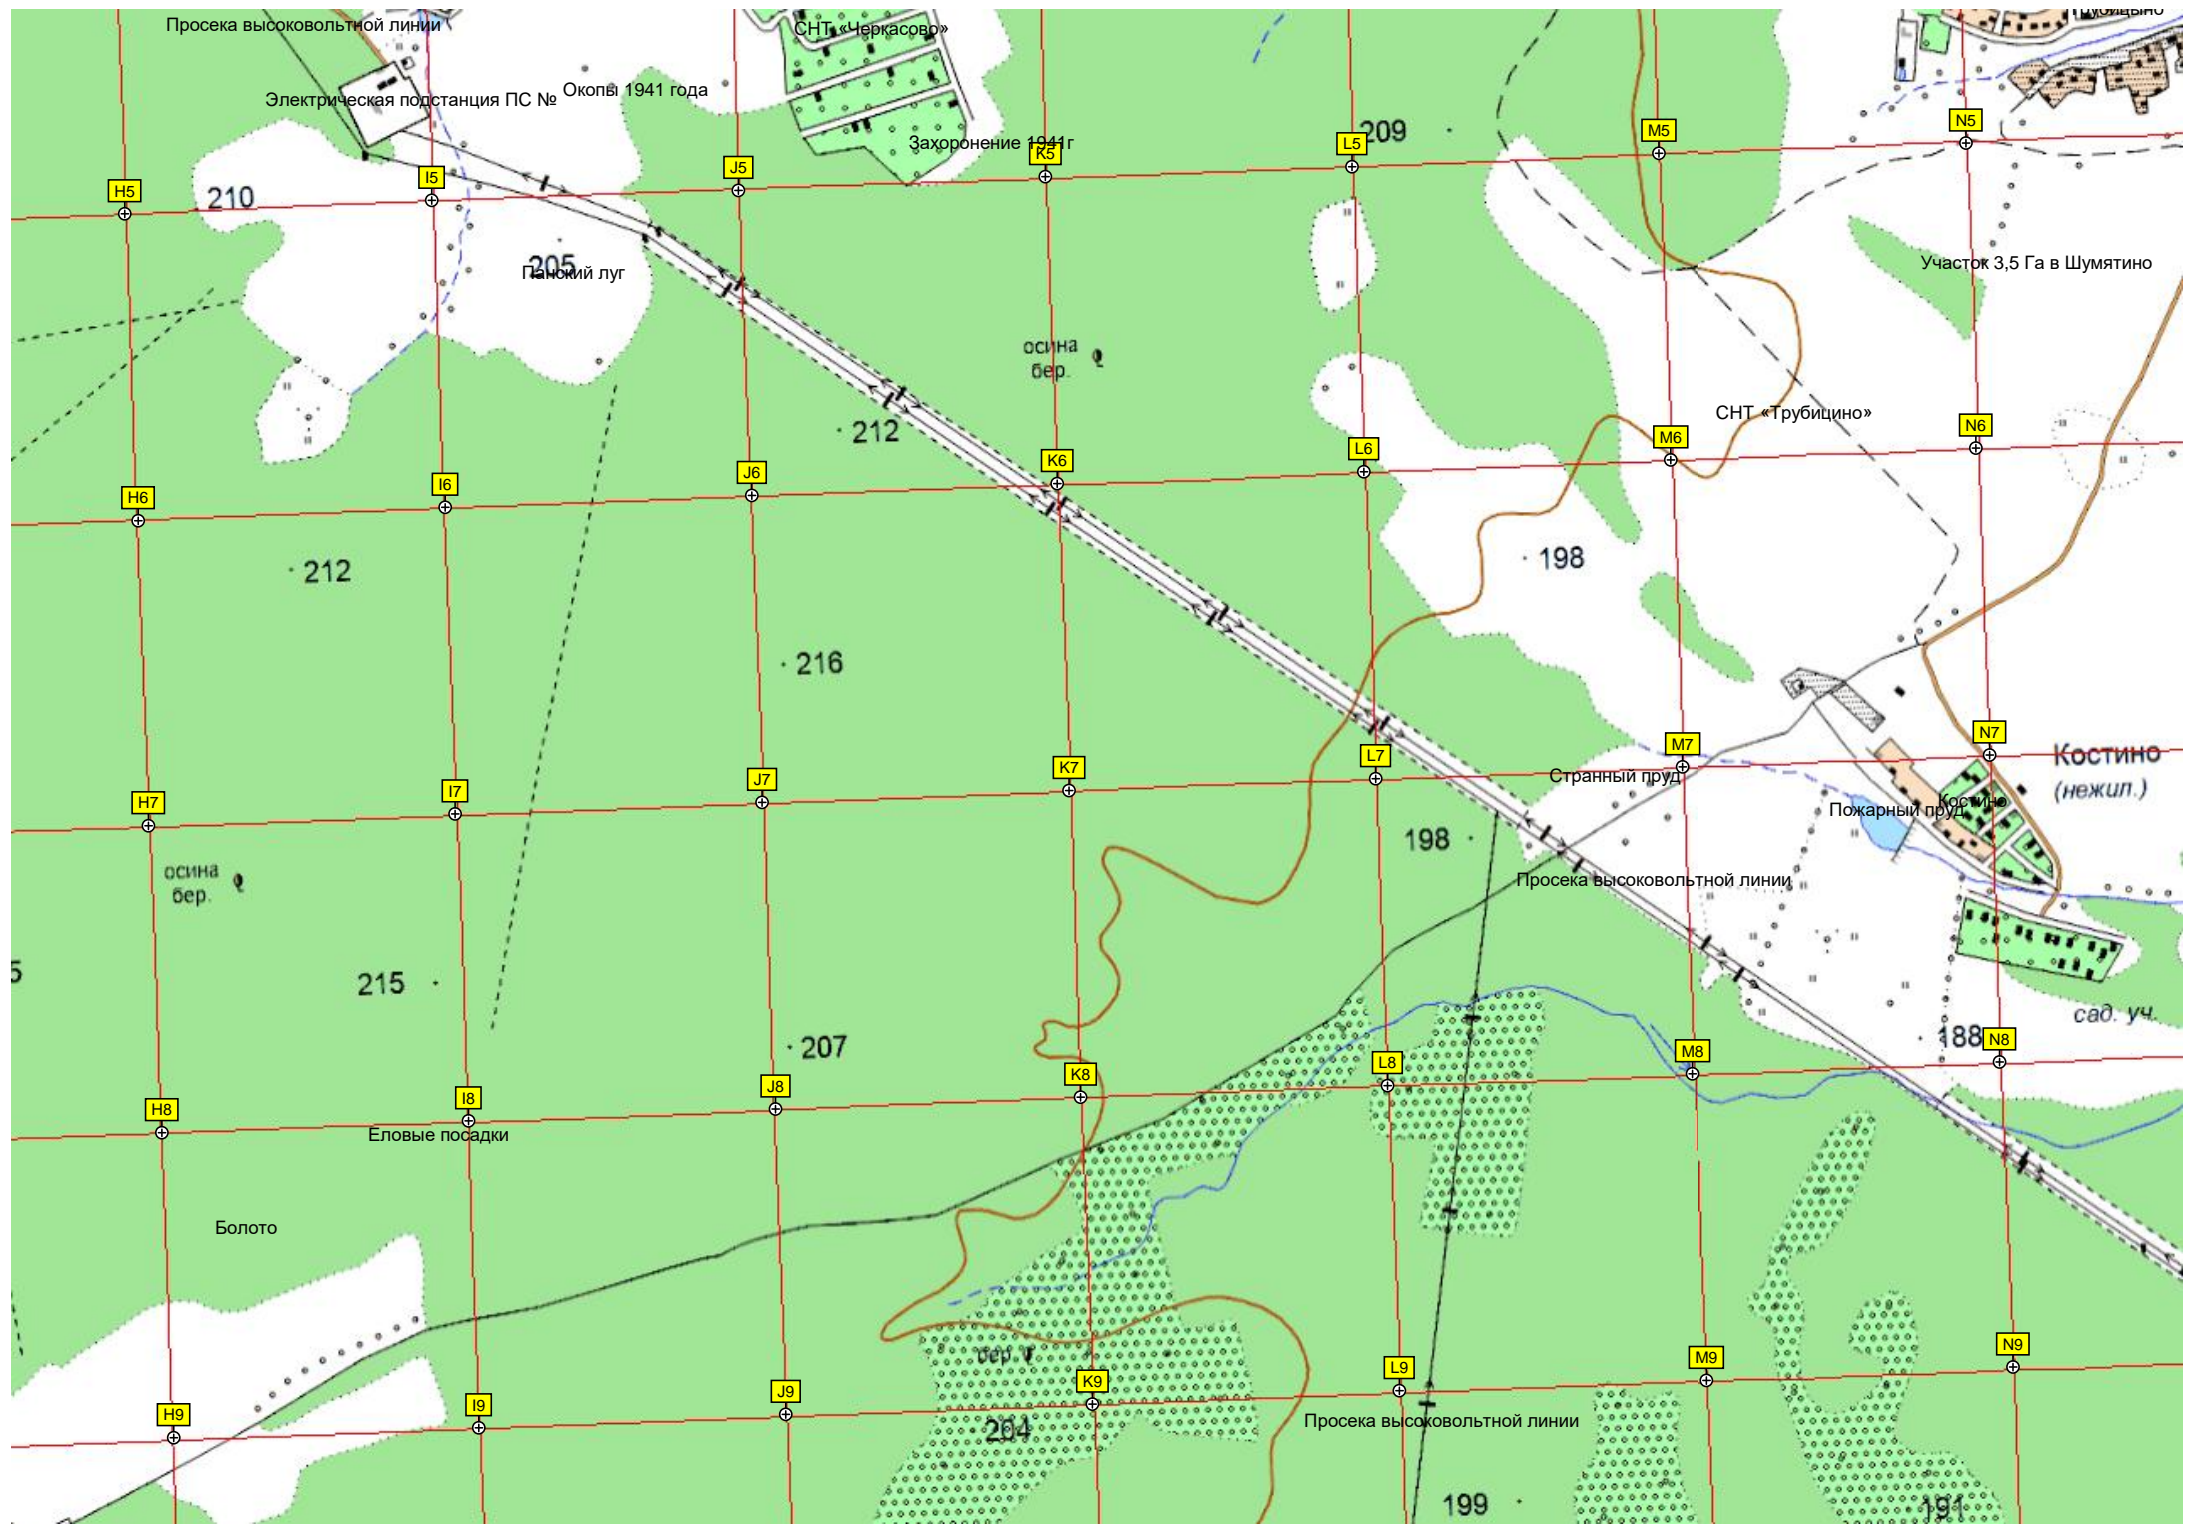 Просека высоковольтной линии
СНТ «Черкасово»
Трубицыно
Электрическая подстанция ПС №
Окопы 1941 года
Захоронение 1941г
209
H5
I5
J5
K5
L5
M5
N5
210
205
Панский луг
Участок 3,5 Га в Шумятино
осина
бер.
212
СНТ «Трубицино»
H6
I6
J6
K6
L6
M6
N6
212
198
216
H7
I7
J7
K7
L7
M7
N7
Костино
(нежил.)
Странный пруд
Пожарный пруд
Костино
198
осина
бер.
Просека высоковольтной линии
5
215
207
сад. уч.
188
H8
I8
J8
K8
L8
M8
N8
Еловые посадки
Болото
бер.
H9
I9
J9
K9
L9
M9
N9
204
Просека высоковольтной линии
199
191